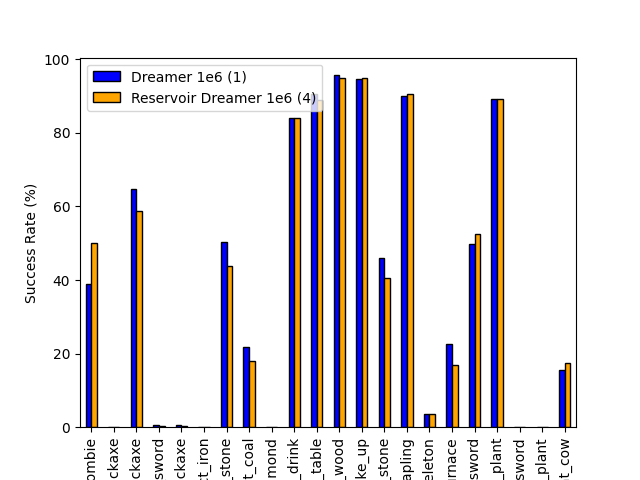 Dreamer 1e6 (1)
Reservoir Dreamer 1e6 (4)
Success Rate (%)
100
80
60
40
20
0
ombie
ckaxe
ckaxe
sword
ckaxe
t_iron
_stone
t_coal
mond
_drink
_table
_wood
ke_up
_stone
apling
eleton
rnace
sword
_plant
sword
_plant
t_cow